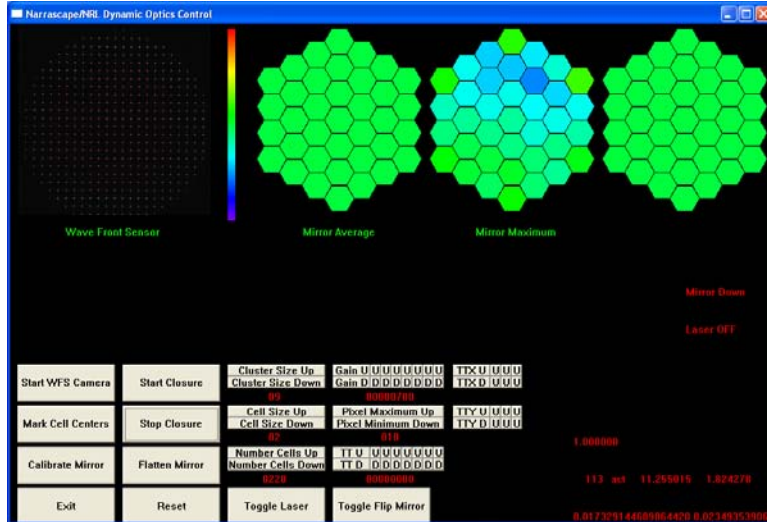 Narrascape/NRL Dynamic Optics Control
Wave Front Sensor
Mirror Average
Mirror Maximum
Mirror Down
Laser OFF
Start WFS Camera
Start Closure
Cluster Size Up
Cluster Size Down
09
Gain U U U U U U U U
Gain D D D D D D D D
00000700
TTX U U U U
TTX D U U U
Mark Cell Centers
Stop Closure
Cell Size Up
Cell Size Down
02
Pixel Maximum Up
Pixel Minimum Down
010
TTY U U U U
TTY D U U U
1.000000
Calibrate Mirror
Flatten Mirror
Number Cells Up
Number Cells Down
0220
TT U U U U U U U U
TT D D D D D D D D
00000000
113 act 11.255015 1.824270
Exit
Reset
Toggle Laser
Toggle Flip Mirror